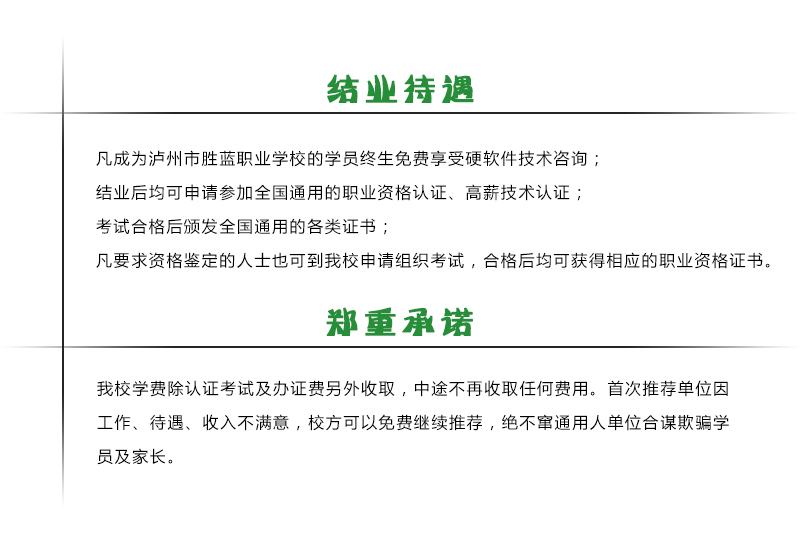 结业待遇
凡成为泸州市胜蓝职业学校的学员终生免费享受硬软件技术咨询；
结业后均可申请参加全国通用的职业资格认证、高薪技术认证；
考试合格后颁发全国通用的各类证书；
凡要求资格鉴定的人士也可到我校申请组织考试，合格后均可获得相应的职业资格证书。
郑重承诺
我校学费除认证考试及办证费另外收取，中途不再收取任何费用。首次推荐单位因
工作、待遇、收入不满意，校方可以免费继续推荐，绝不窜通用人单位合谋欺骗学
员及家长。